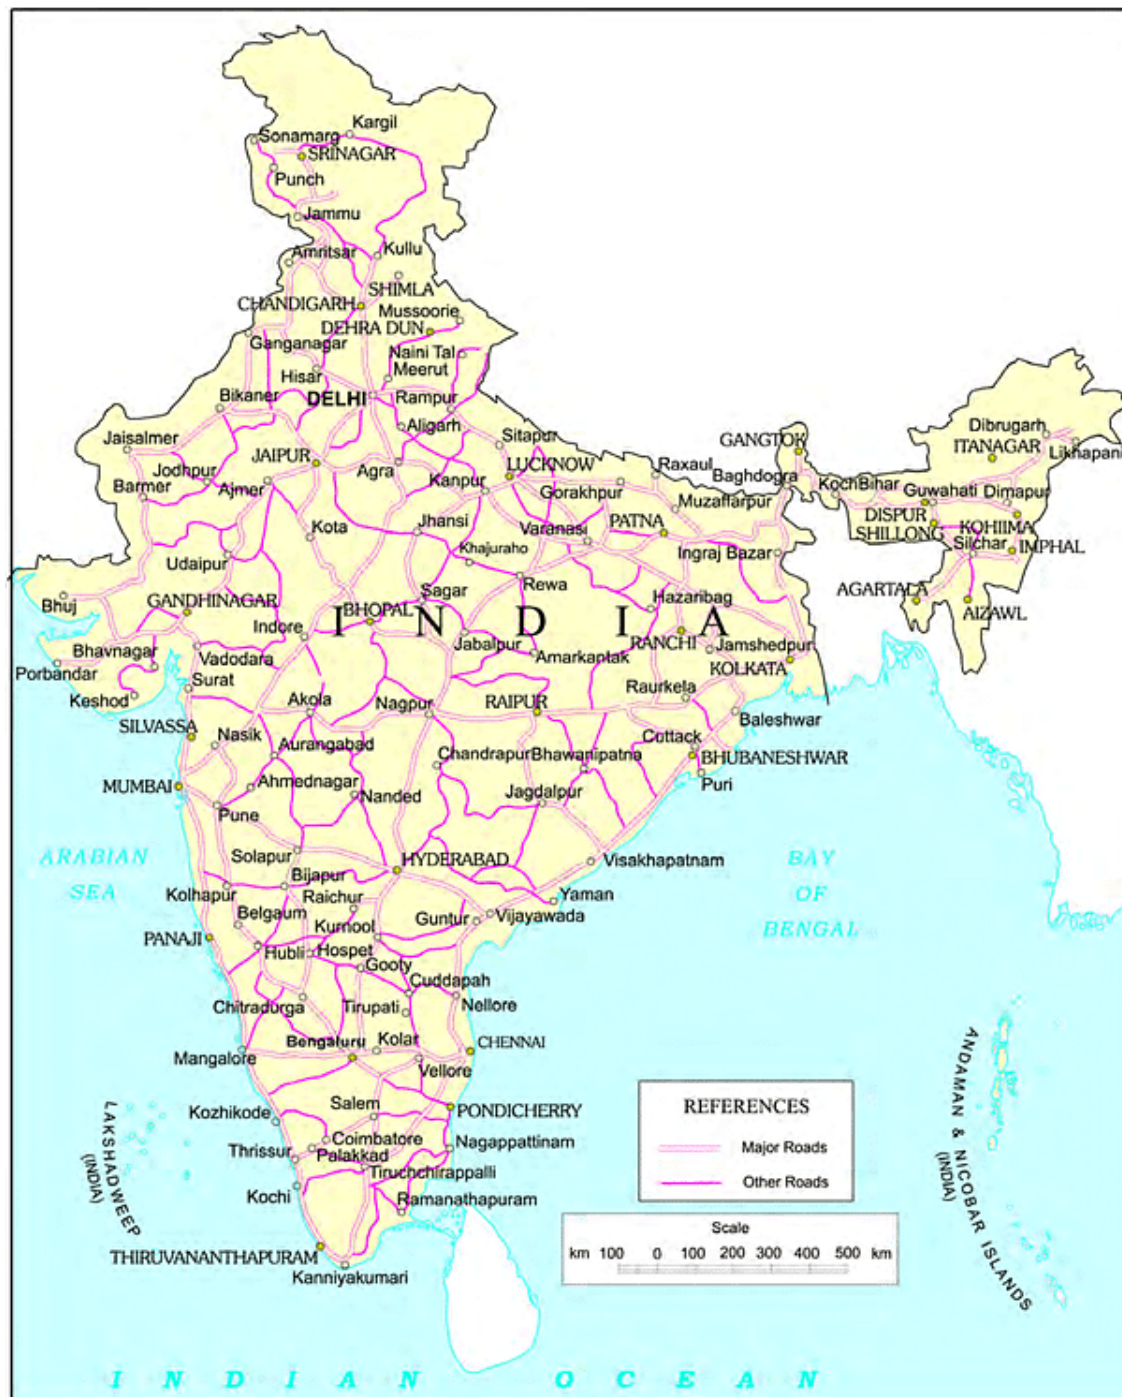 Kargil
Sonamarg
SRINAGAR
Punch
Jammu
Amritsar
Kullu
SHIMLA
CHANDIGARH
Mussoorie
DEHRA DUN
Ganganagar
Naini Tal
Hisar
Meerut
DELHI
Rampur
Bikaner
Aligarh
Dibrugarh
Jaisalmer
Sitapur
GANGTOK
ITANAGAR
Likhapani
JAIPUR
Jodhpur
Agra
LUCKNOW
Raxaul
Baghdogra
Barmer
Ajmer
Kanpur
Gorakhpur
KochBihar
Guwahati
Dimapur
Muzaffarpur
DISPUR
Kota
Jhansi
Varanasi
PATNA
SHILLONG
KOHIIMA
Khajuraho
Ingraj Bazar
Silchar
IMPHAL
Udaipur
Rewa
Sagar
AGARTALA
Bhuj
GANDHINAGAR
BHOPAL
Hazaribag
AIZAWL
I N D I A
Indore
Jabalpur
RANCHI
Jamshedpur
Bhavnagar
Vadodara
Amarkantak
KOLKATA
Porbandar
Surat
Keshod
Akola
Nagpur
RAIPUR
Raurkela
Baleshwar
SILVASSA
Nasik
Aurangabad
Chandrapur
Bhawanipatna
Cuttack
BHUBANESHWAR
MUMBAI
Ahmednagar
Nanded
Jagdalpur
Puri
Pune
ARABIAN
SEA
Solapur
HYDERABAD
Visakhapatnam
BAY
OF
BENGAL
Kolhapur
Bijapur
Raichur
Yaman
Belgaum
Kurnool
Guntur
Vijayawada
PANAJI
Hubli
Hospet
Gooty
Cuddapah
Chitradurga
Tirupati
Nellore
Bengaluru
Kolar
CHENNAI
Mangalore
Vellore
ANDAMAN & NICOBAR ISLANDS
(INDIA)
LAKSHADWEEP
(INDIA)
Kozhikode
Salem
PONDICHERRY
Coimbatore
Nagappattinam
Thrissur
Palakkad
Tiruchchirappalli
Kochi
Ramanathapuram
THIRUVANANTHAPURAM
Kanniyakumari
REFERENCES
Major Roads
Other Roads
Scale
km 100 0 100 200 300 400 500 km
I N D I A N O C E A N